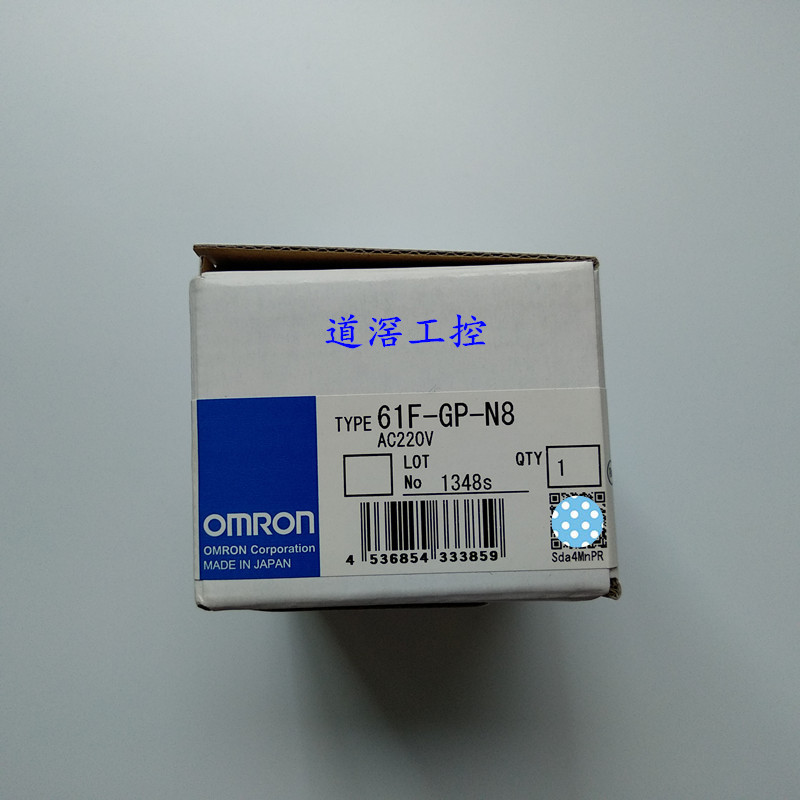 道滘工控
TYPE 61F-GP-N8
AC220V
LOT
No 1348s
QTY 1
OMRON
OMRON Corporation
MADE IN JAPAN
4 536854 333859
Sda4MnPR